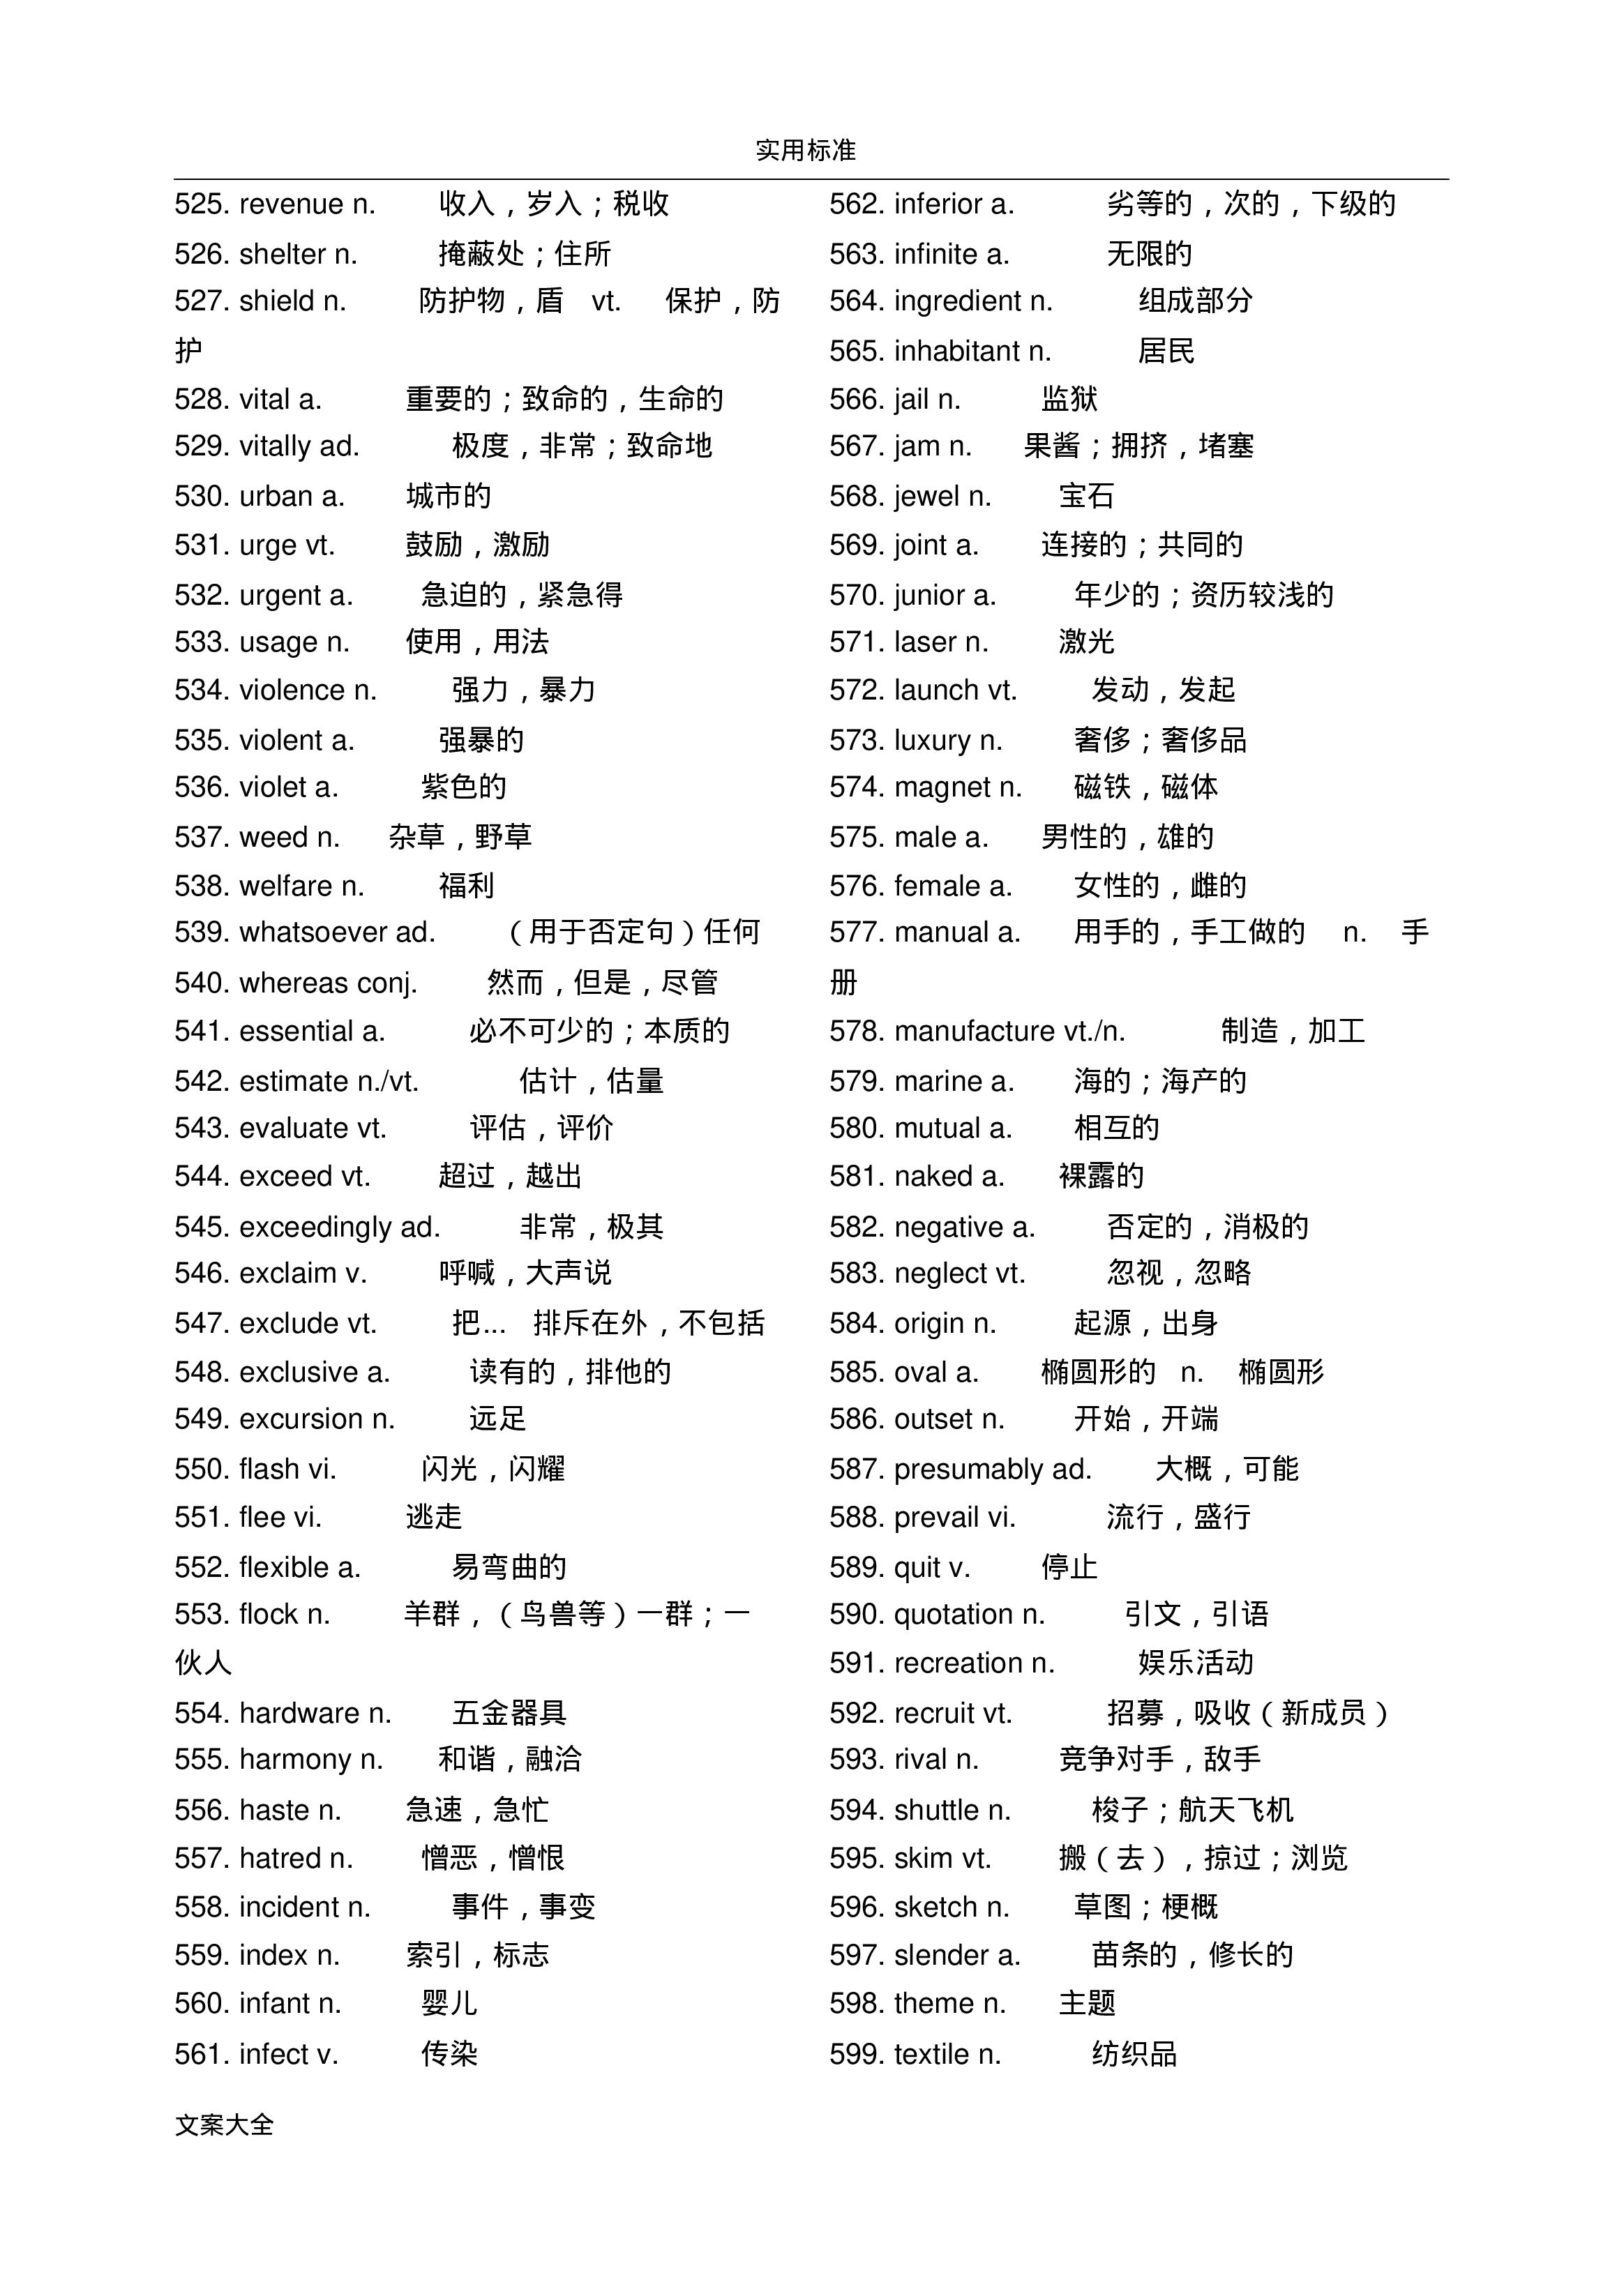 实用标准
525. revenue n. 收入，岁入；税收
526. shelter n. 掩蔽处；住所
527. shield n. 防护物，盾 vt. 保护，防
护
528. vital a. 重要的；致命的，生命的
529. vitally ad. 极度，非常；致命地
530. urban a. 城市的
531. urge vt. 鼓励，激励
532. urgent a. 急迫的，紧急得
533. usage n. 使用，用法
534. violence n. 强力，暴力
535. violent a. 强暴的
536. violet a. 紫色的
537. weed n. 杂草，野草
538. welfare n. 福利
539. whatsoever ad. （用于否定句）任何
540. whereas conj. 然而，但是，尽管
541. essential a. 必不可少的；本质的
542. estimate n./vt. 估计，估量
543. evaluate vt. 评估，评价
544. exceed vt. 超过，越出
545. exceedingly ad. 非常，极其
546. exclaim v. 呼喊，大声说
547. exclude vt. 把… 排斥在外，不包括
548. exclusive a. 读有的，排他的
549. excursion n. 远足
550. flash vi. 闪光，闪耀
551. flee vi. 逃走
552. flexible a. 易弯曲的
553. flock n. 羊群，（鸟兽等）一群；一
伙人
554. hardware n. 五金器具
555. harmony n. 和谐，融洽
556. haste n. 急速，急忙
557. hatred n. 憎恶，憎恨
558. incident n. 事件，事变
559. index n. 索引，标志
560. infant n. 婴儿
561. infect v. 传染
562. inferior a. 劣等的，次的，下级的
563. infinite a. 无限的
564. ingredient n. 组成部分
565. inhabitant n. 居民
566. jail n. 监狱
567. jam n. 果酱；拥挤，堵塞
568. jewel n. 宝石
569. joint a. 连接的；共同的
570. junior a. 年少的；资历较浅的
571. laser n. 激光
572. launch vt. 发动，发起
573. luxury n. 奢侈；奢侈品
574. magnet n. 磁铁，磁体
575. male a. 男性的，雄的
576. female a. 女性的，雌的
577. manual a. 用手的，手工做的 n. 手
册
578. manufacture vt./n. 制造，加工
579. marine a. 海的；海产的
580. mutual a. 相互的
581. naked a. 裸露的
582. negative a. 否定的，消极的
583. neglect vt. 忽视，忽略
584. origin n. 起源，出身
585. oval a. 椭圆形的 n. 椭圆形
586. outset n. 开始，开端
587. presumably ad. 大概，可能
588. prevail vi. 流行，盛行
589. quit v. 停止
590. quotation n. 引文，引语
591. recreation n. 娱乐活动
592. recruit vt. 招募，吸收（新成员）
593. rival n. 竞争对手，敌手
594. shuttle n. 梭子；航天飞机
595. skim vt. 搬（去），掠过；浏览
596. sketch n. 草图；梗概
597. slender a. 苗条的，修长的
598. theme n. 主题
599. textile n. 纺织品
文案大全